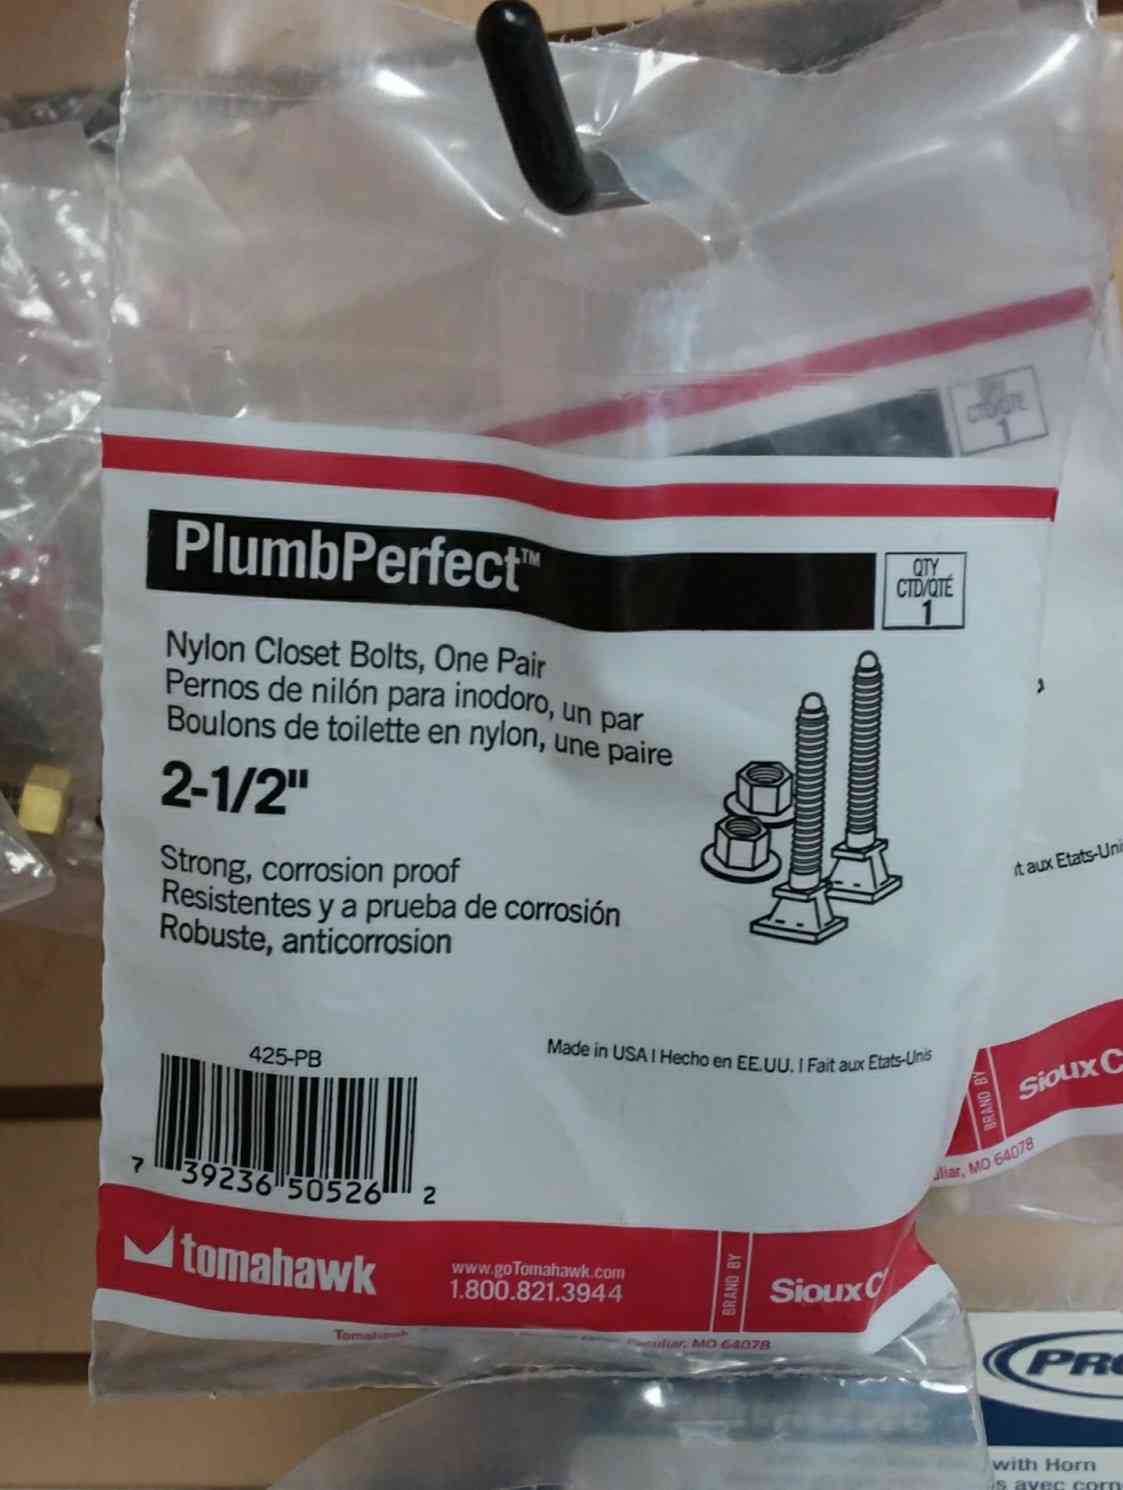 CTD/QTÉ
1
PlumbPerfect™
QTY
CTD/QTÉ
1
Nylon Closet Bolts, One Pair
Pernos de nilón para inodoro, un par
Boulons de toilette en nylon, une paire
2-1/2"
Strong, corrosion proof
Resistentes y a prueba de corrosión
Robuste, anticorrosion
425-PB
Made in USA | Hecho en EE.UU. | Fait aux Etats-Unis
7 39236 50526 2
tomahawk
www.goTomahawk.com
1.800.821.3944
BRAND BY
Sioux C
Tomahawk
Peculiar, MO 64078
aux Etats-Uni
BRAND BY
Sioux C
MO 64078
PRO
with Horn
avec corn